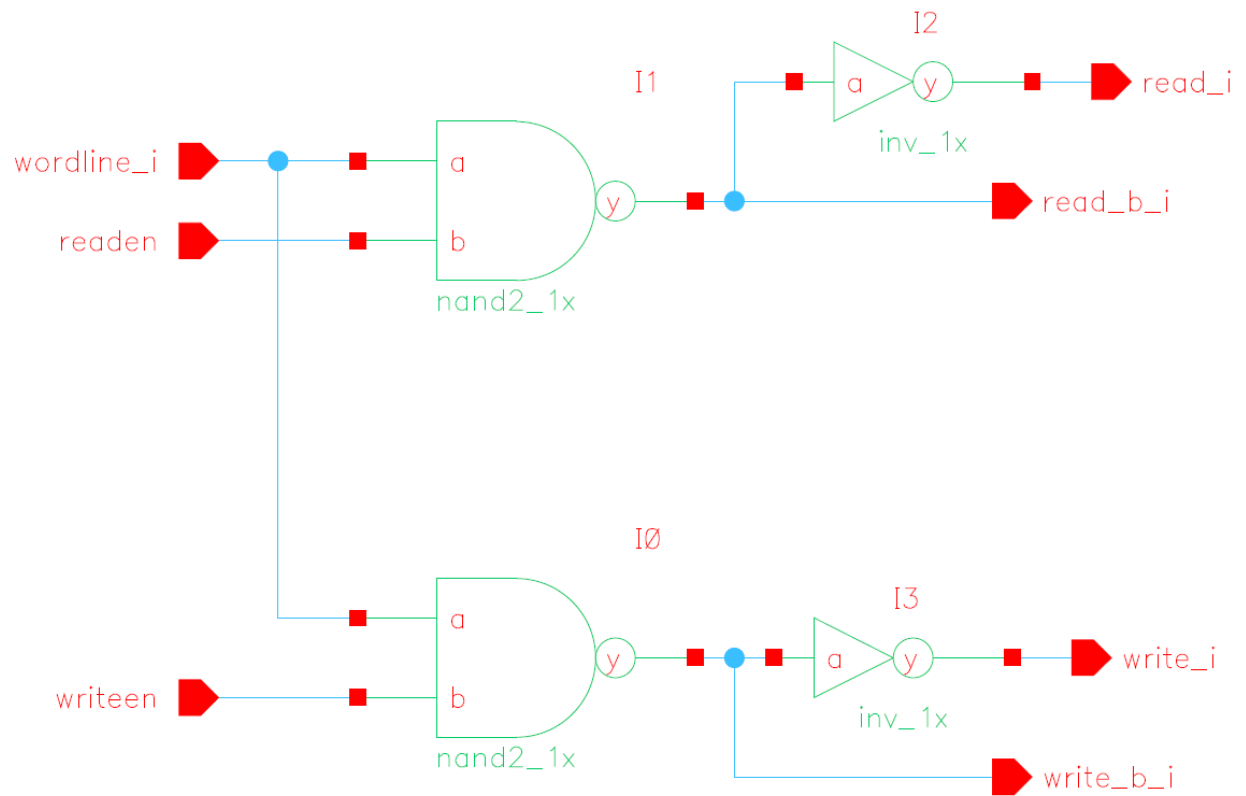 I2
I1
a
y
read_i
inv_1x
wordline_i
a
y
read_b_i
readen
b
nand2_1x
IØ
I3
a
y
a
y
write_i
writeen
b
inv_1x
nand2_1x
write_b_i